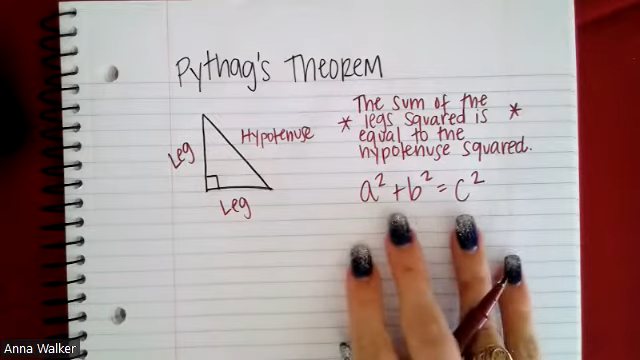 Pythag's Theorem
Leg
Hypotenuse
Leg
The sum of the
* legs squared is *
equal to the
hypotenuse squared.
a² + b² = c²
Anna Walker